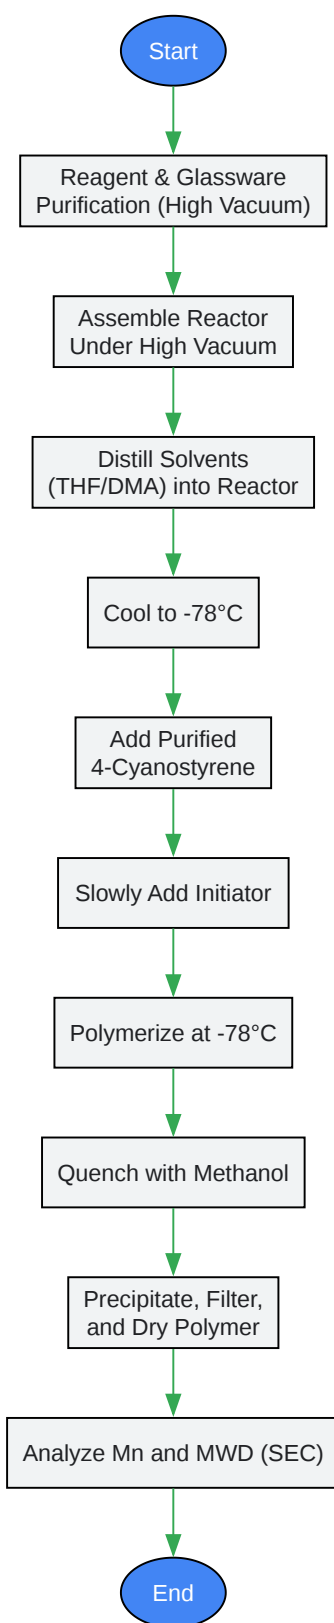 Start
Reagent & Glassware
Purification (High Vacuum)
Assemble Reactor
Under High Vacuum
Distill Solvents
(THF/DMA) into Reactor
Cool to -78°C
Add Purified
4-Cyanostyrene
Slowly Add Initiator
Polymerize at -78°C
Quench with Methanol
Precipitate, Filter,
and Dry Polymer
Analyze Mn and MWD (SEC)
End